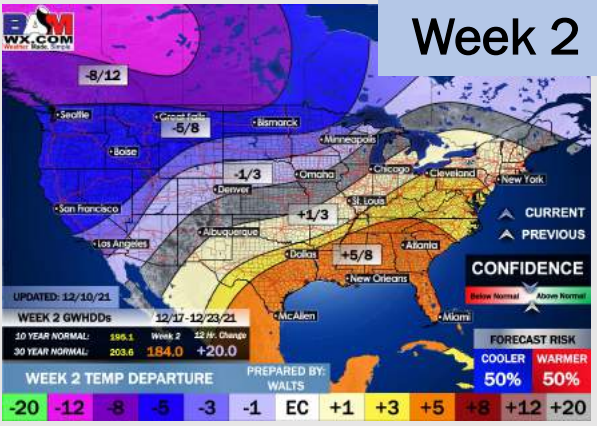 Week 2
BAM
WX.COM
Weather Made, Simple
-8/12
Seattle
Great Falls
-5/8
Bismarck
Minneapolis
Boise
-1/3
Omaha
Chicago
Cleveland
New York
Denver
St. Louis
San Francisco
+1/3
Albuquerque
Los Angeles
Dallas
+5/8
Atlanta
New Orleans
McAllen
Miami
CURRENT
PREVIOUS
CONFIDENCE
Below Normal
Above Normal
UPDATED: 12/10/21
WEEK 2 GWHDDs
12/17-12/23/21
10 YEAR NORMAL: 195.1 Week 2 12 Hr. Change
30 YEAR NORMAL: 203.6 184.0 +20.0
FORECAST RISK
COOLER WARMER
50% 50%
WEEK 2 TEMP DEPARTURE
PREPARED BY:
WALTS
-20 -12 -8 -5 -3 -1 EC +1 +3 +5 +8 +12 +20